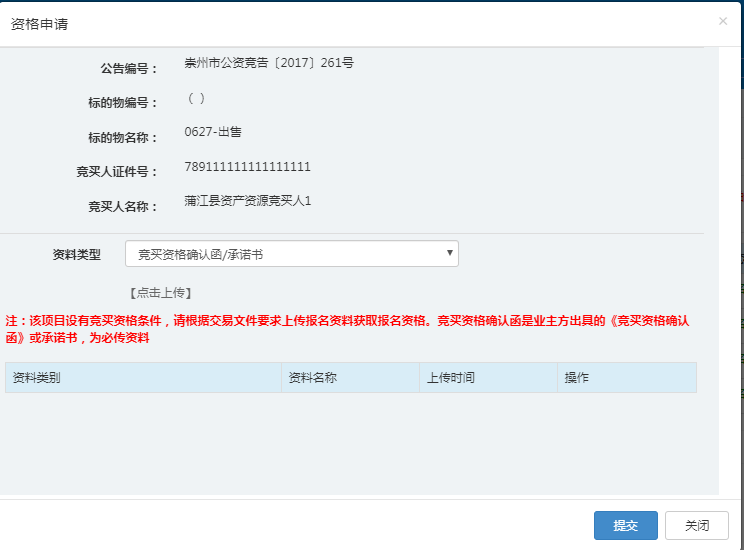 资格申请 ×
公告编号： 崇州市公资竞告〔2017〕261号
标的物编号： （ ）
标的物名称： 0627-出售
竞买人证件号： 789111111111111111
竞买人名称： 蒲江县资产资源竞买人1
资料类型 竞买资格确认函/承诺书
【点击上传】
注：该项目设有竞买资格条件，请根据交易文件要求上传报名资料获取报名资格。竞买资格确认函是业主方出具的《竞买资格确认
函》或承诺书，为必传资料
资料类别 资料名称 上传时间 操作
提交 关闭